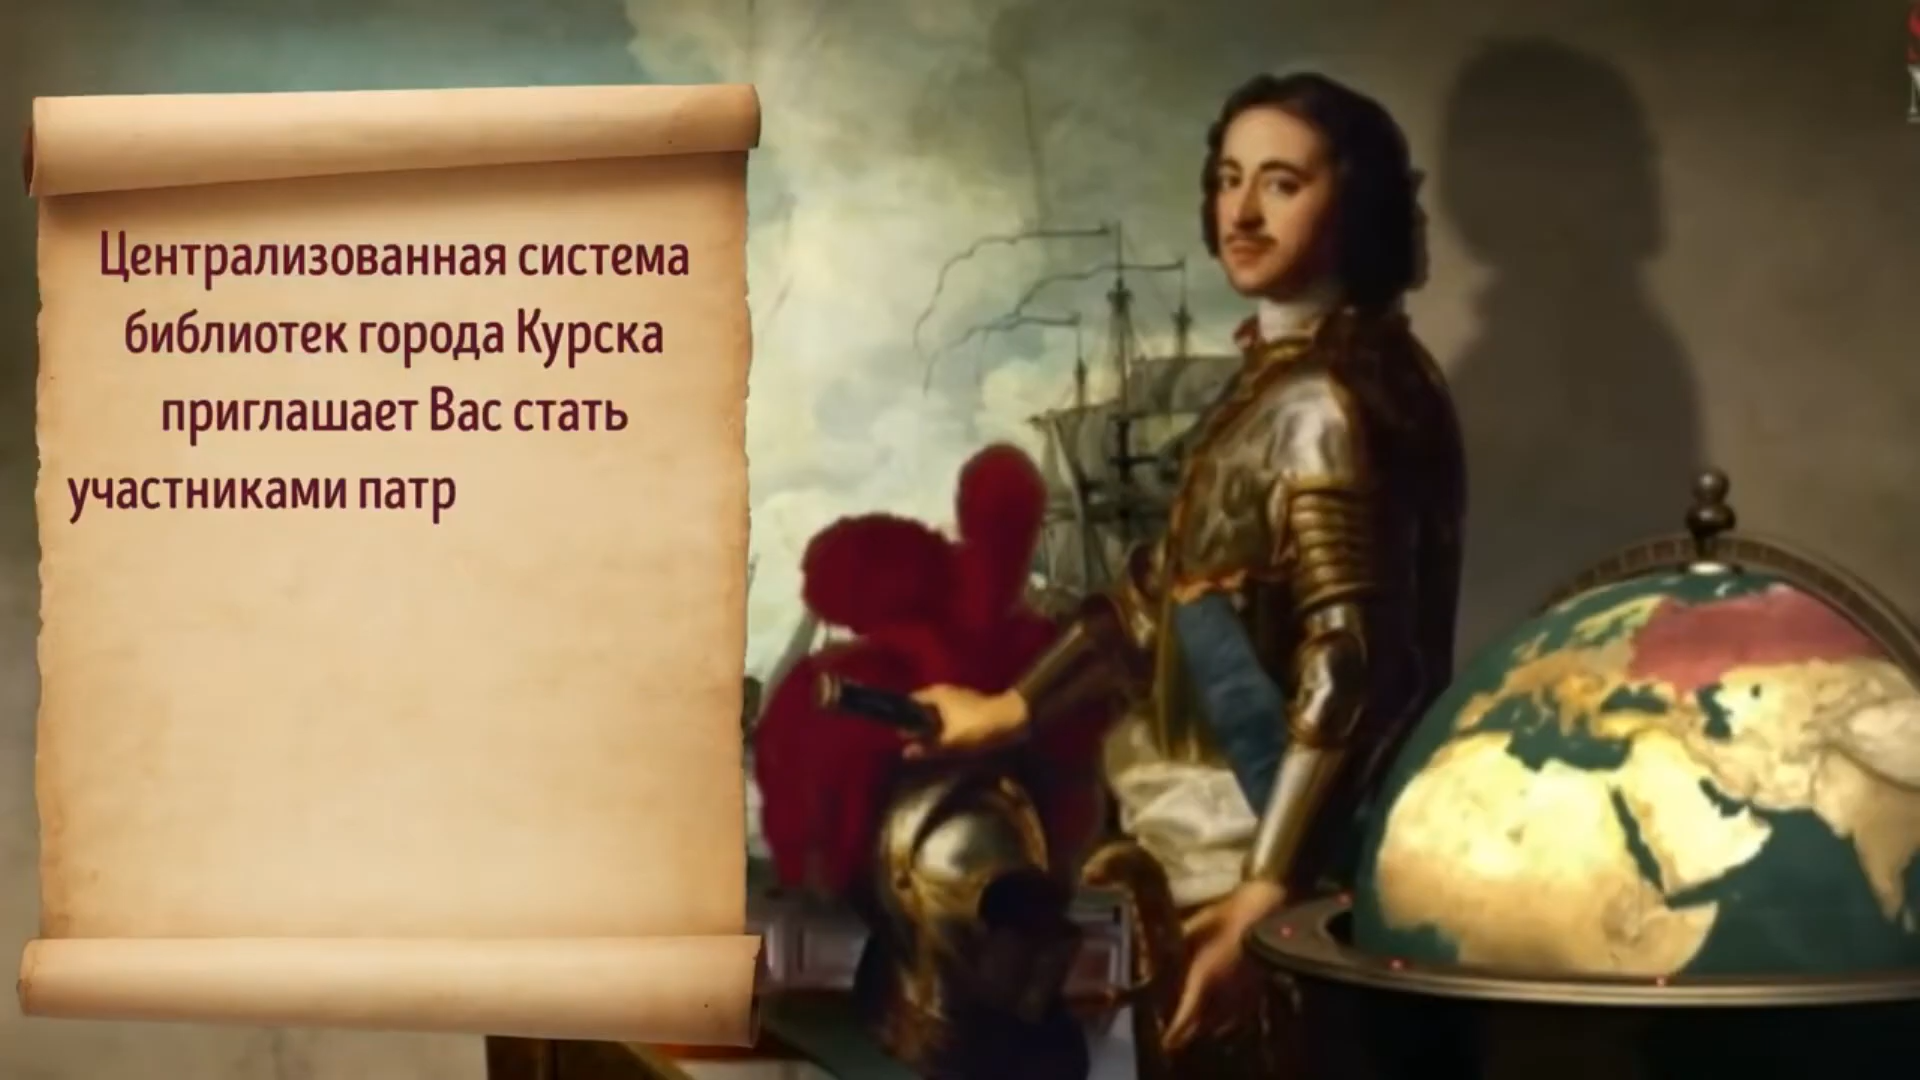 Централизованная система
библиотек города Курска
приглашает Вас стать
участниками патр